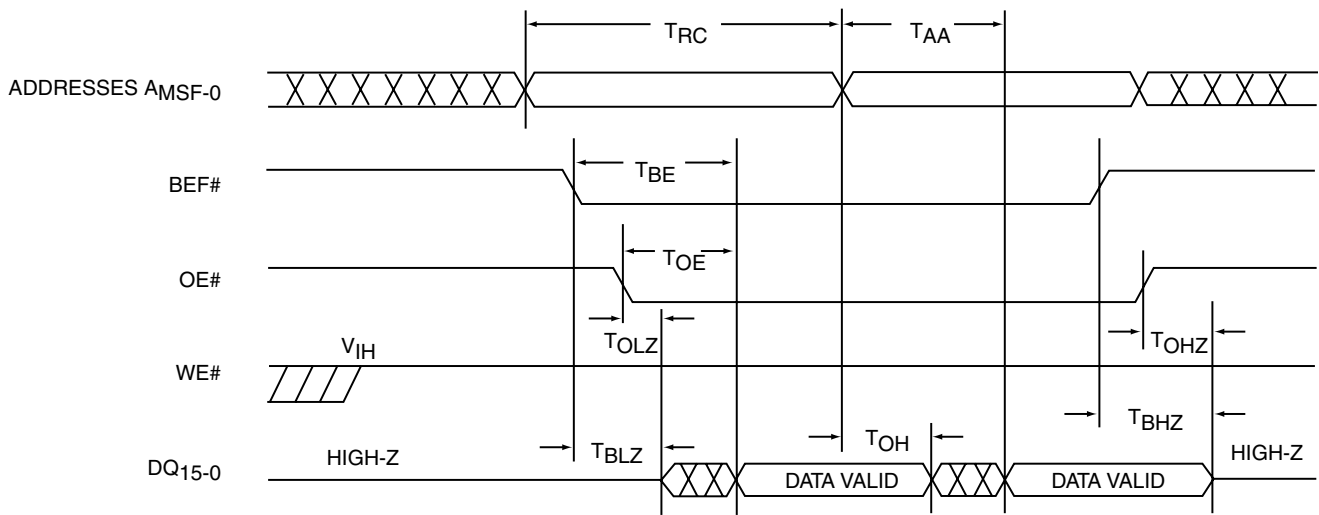 TRC
TAA
ADDRESSES AMSF-0
TBE
BEF#
TOE
OE#
TOLZ
TOHZ
VIH
WE#
TBLZ
TOH
TBHZ
DQ15-0
HIGH-Z
DATA VALID
DATA VALID
HIGH-Z